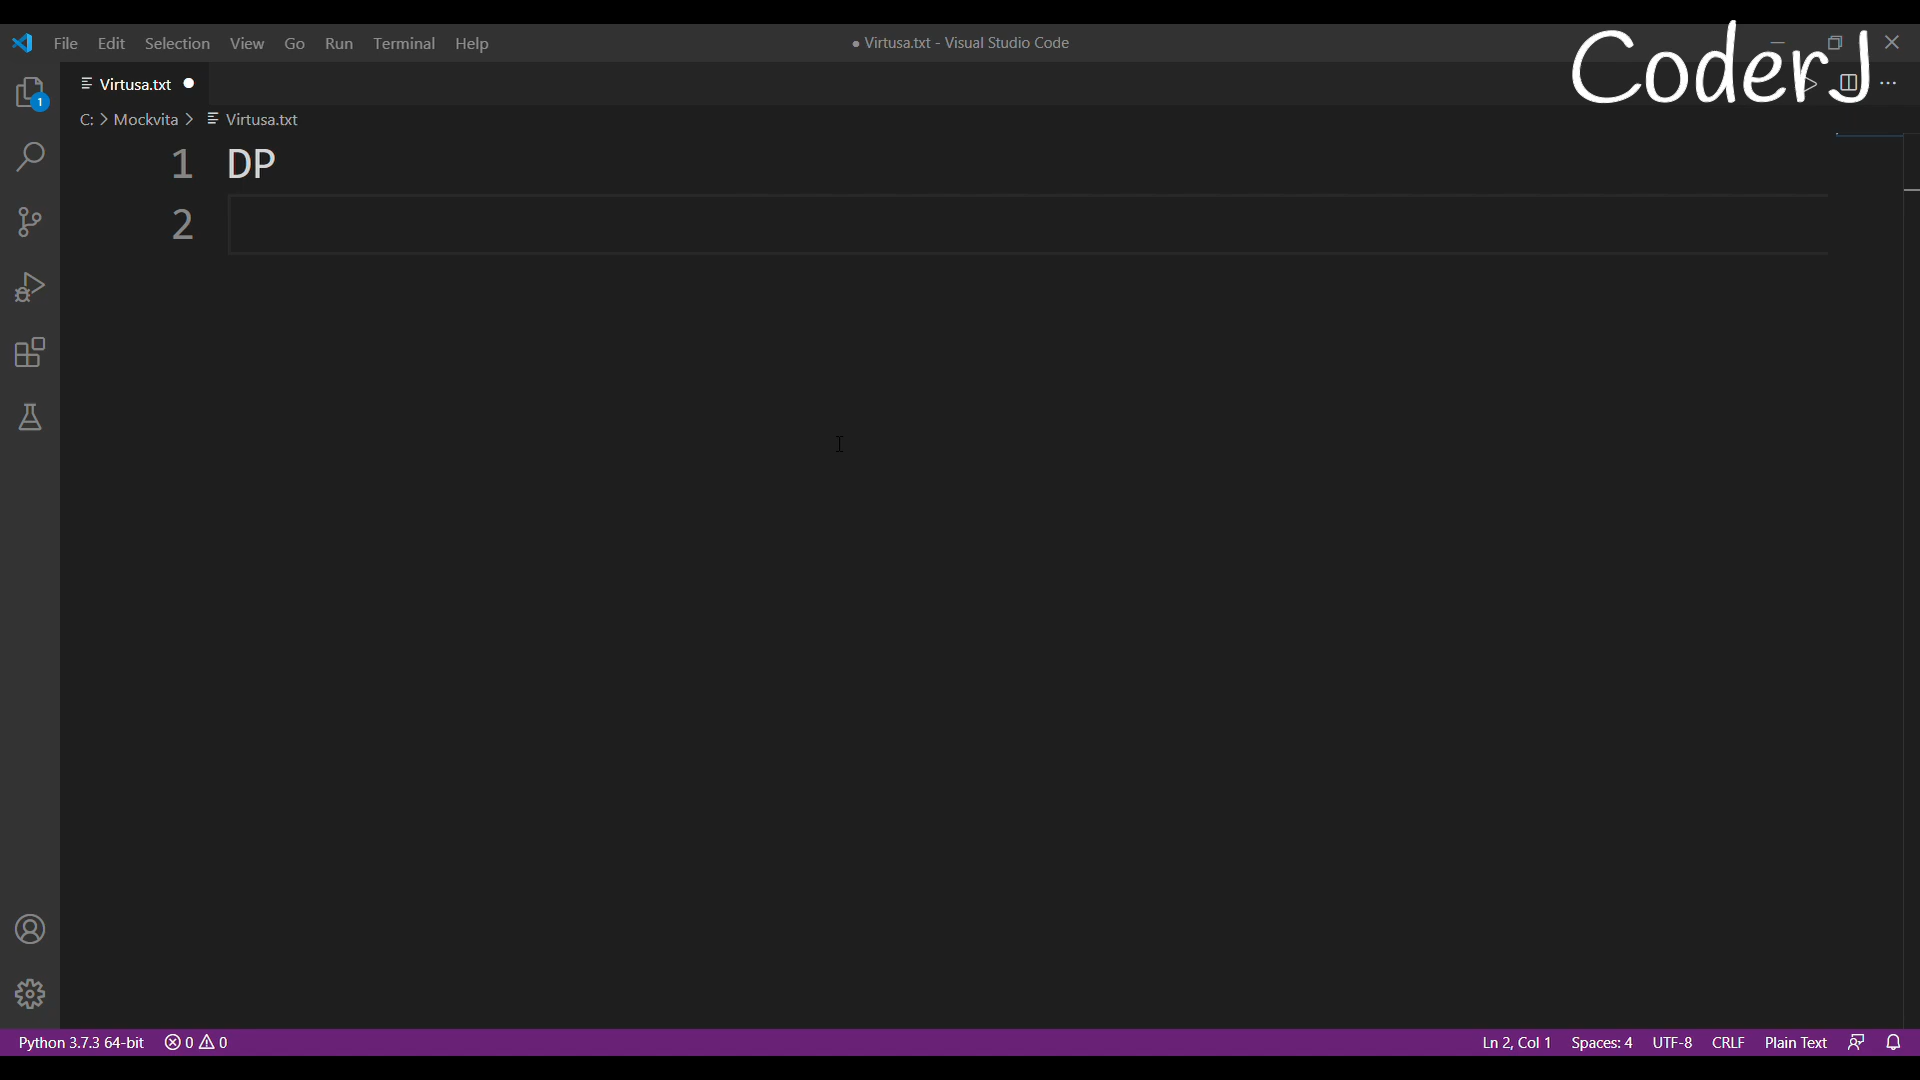 File Edit Selection View Go Run Terminal Help
● Virtusa.txt - Visual Studio Code
CoderJ
Virtusa.txt
1
C: > Mockvita > Virtusa.txt
1 DP
2
Python 3.7.3 64-bit 0 0
Ln 2, Col 1 Spaces: 4 UTF-8 CRLF Plain Text